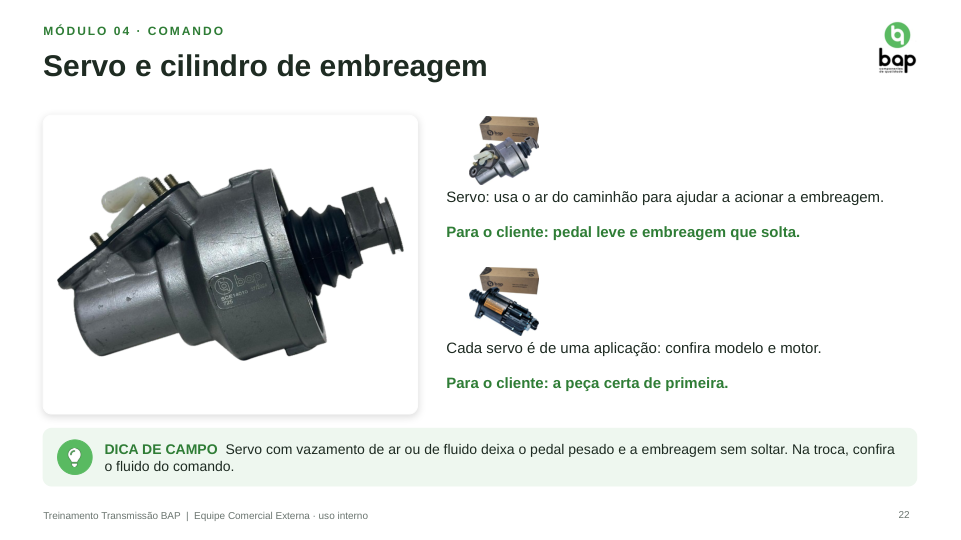 MÓDULO 04 · COMANDO
Servo e cilindro de embreagem
bap
bap
Servo: usa o ar do caminhão para ajudar a acionar a embreagem.
Para o cliente: pedal leve e embreagem que solta.
Cada servo é de uma aplicação: confira modelo e motor.
Para o cliente: a peça certa de primeira.
DICA DE CAMPO Servo com vazamento de ar ou de fluido deixa o pedal pesado e a embreagem sem soltar. Na troca, confira
o fluido do comando.
Treinamento Transmissão BAP | Equipe Comercial Externa · uso interno
22